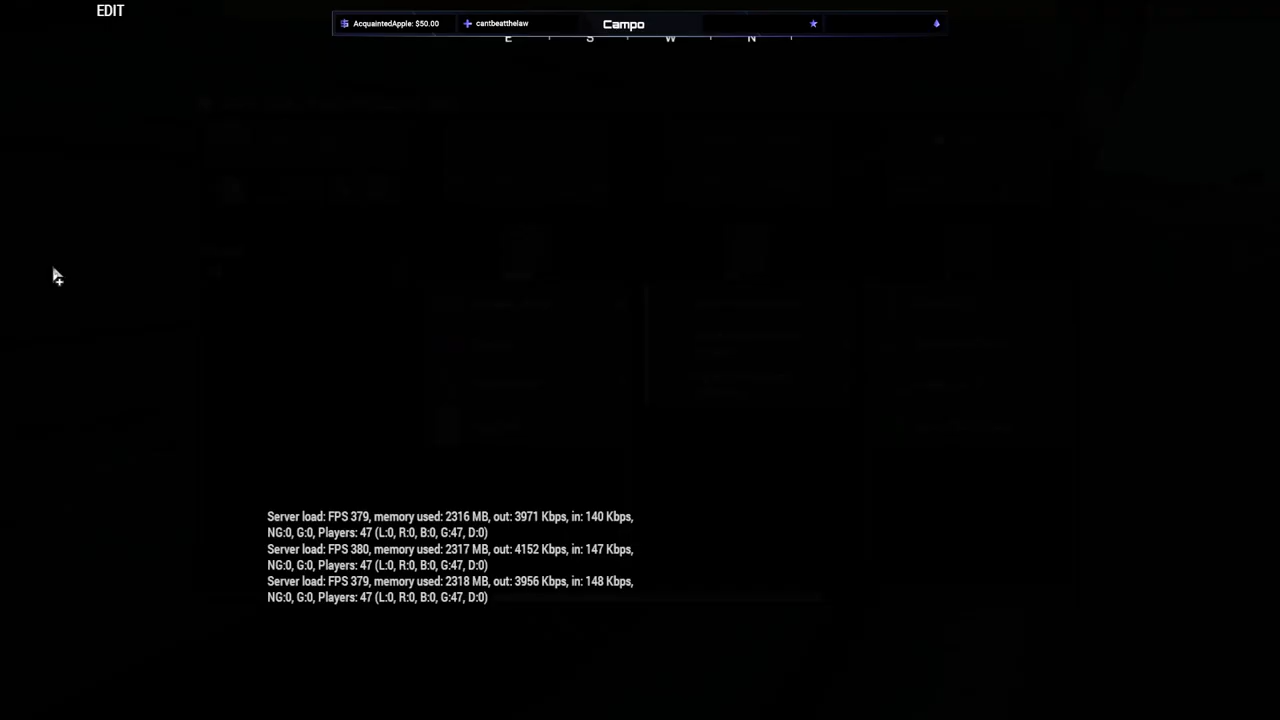 EDIT
AcquaintedApple: $50.00
cantbeatthelaw
Campo
E S W N
Server load: FPS 379, memory used: 2316 MB, out: 3971 Kbps, in: 140 Kbps,
NG:0, G:0, Players: 47 (L:0, R:0, B:0, G:47, D:0)
Server load: FPS 380, memory used: 2317 MB, out: 4152 Kbps, in: 147 Kbps,
NG:0, G:0, Players: 47 (L:0, R:0, B:0, G:47, D:0)
Server load: FPS 379, memory used: 2318 MB, out: 3956 Kbps, in: 148 Kbps,
NG:0, G:0, Players: 47 (L:0, R:0, B:0, G:47, D:0)